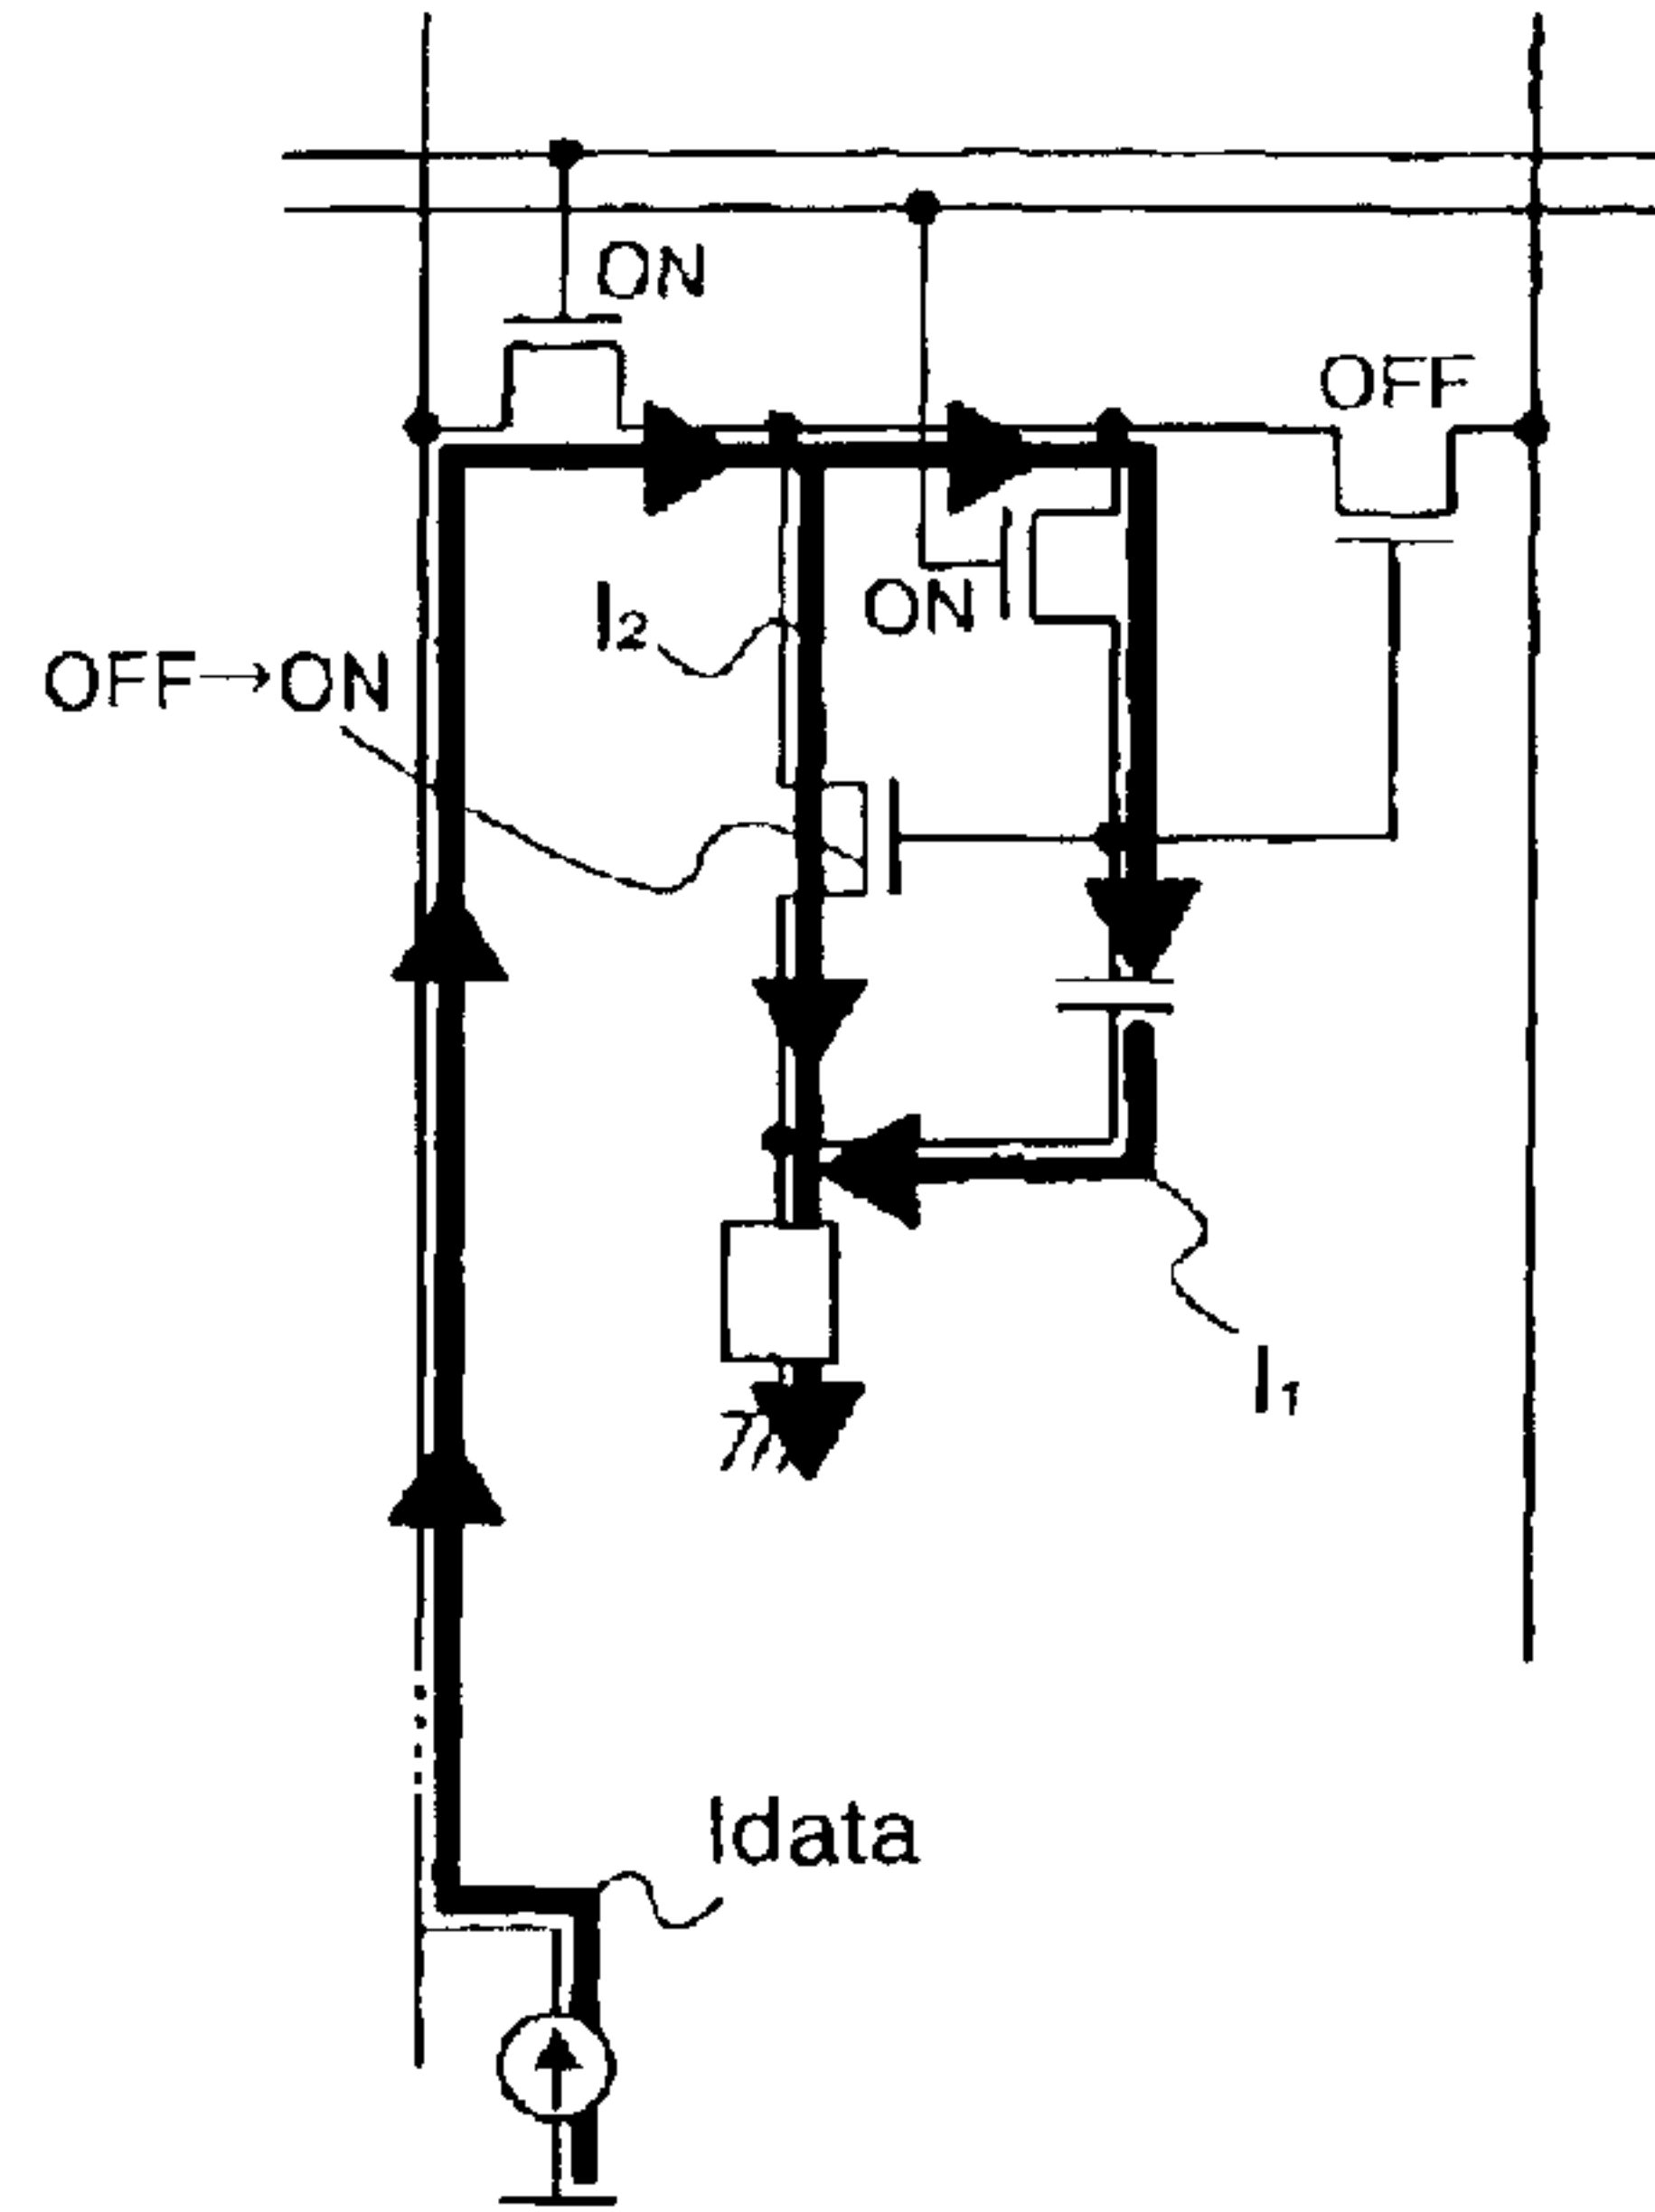 ON
OFF
I₂
ON
OFF→ON
I₁
Idata